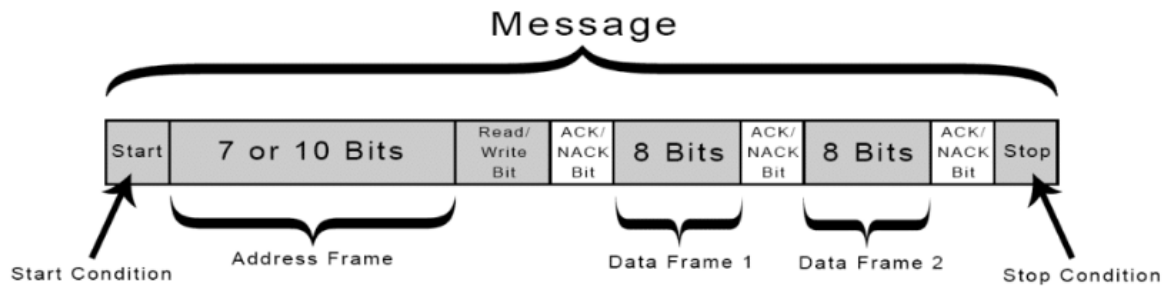 Message
Start
7 or 10 Bits
Read/
Write
Bit
ACK/
NACK
Bit
8 Bits
ACK/
NACK
Bit
8 Bits
ACK/
NACK
Bit
Stop
Start Condition
Address Frame
Data Frame 1
Data Frame 2
Stop Condition